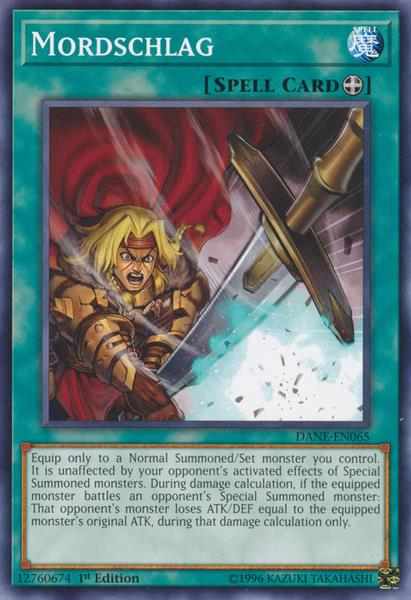 MORDSCHLAG
SPELL
魔
[SPELL CARD]
DANE-EN065
Equip only to a Normal Summoned/Set monster you control.
It is unaffected by your opponent's activated effects of Special
Summoned monsters. During damage calculation, if the equipped
monster battles an opponent's Special Summoned monster:
That opponent's monster loses ATK/DEF equal to the equipped
monster's original ATK, during that damage calculation only.
12760674 1st Edition ©1996 KAZUKI TAKAHASHI